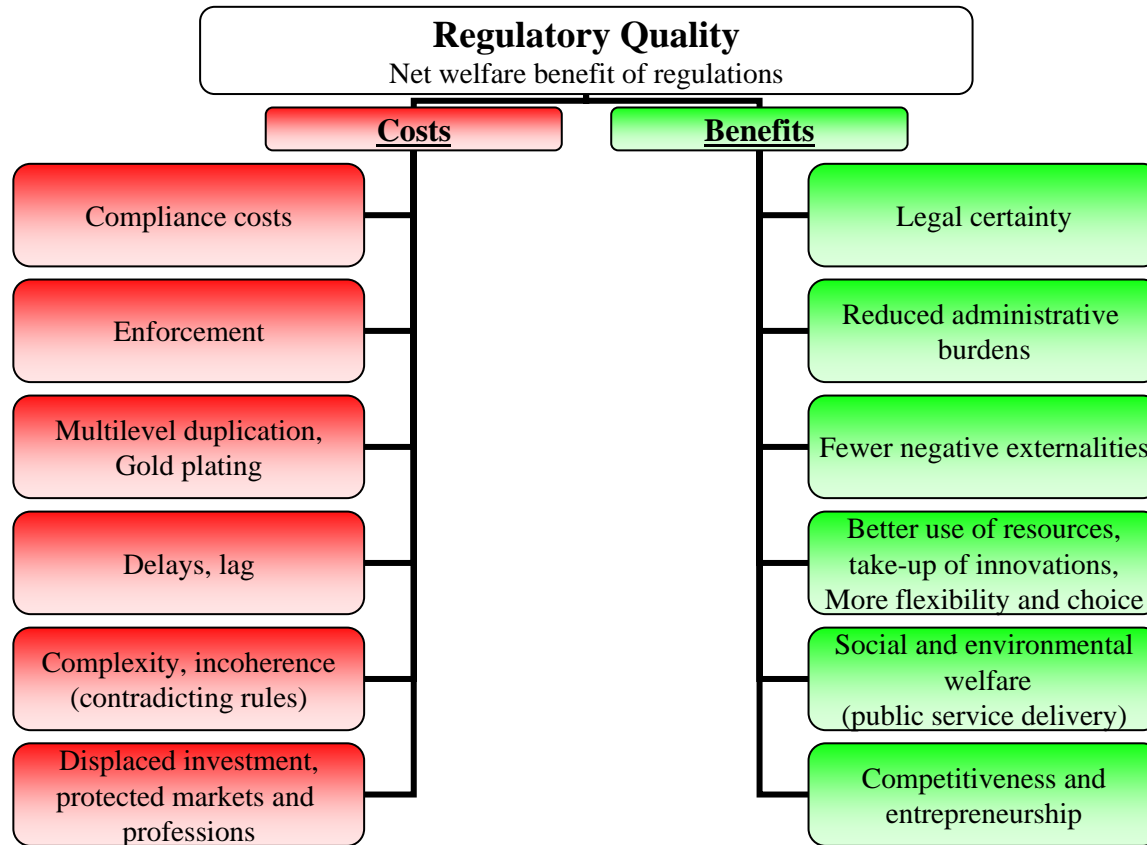 Regulatory Quality
Net welfare benefit of regulations
Costs
Benefits
Compliance costs
Enforcement
Multilevel duplication,
Gold plating
Delays, lag
Complexity, incoherence
(contradicting rules)
Displaced investment,
protected markets and
professions
Legal certainty
Reduced administrative
burdens
Fewer negative externalities
Better use of resources,
take-up of innovations,
More flexibility and choice
Social and environmental
welfare
(public service delivery)
Competitiveness and
entrepreneurship